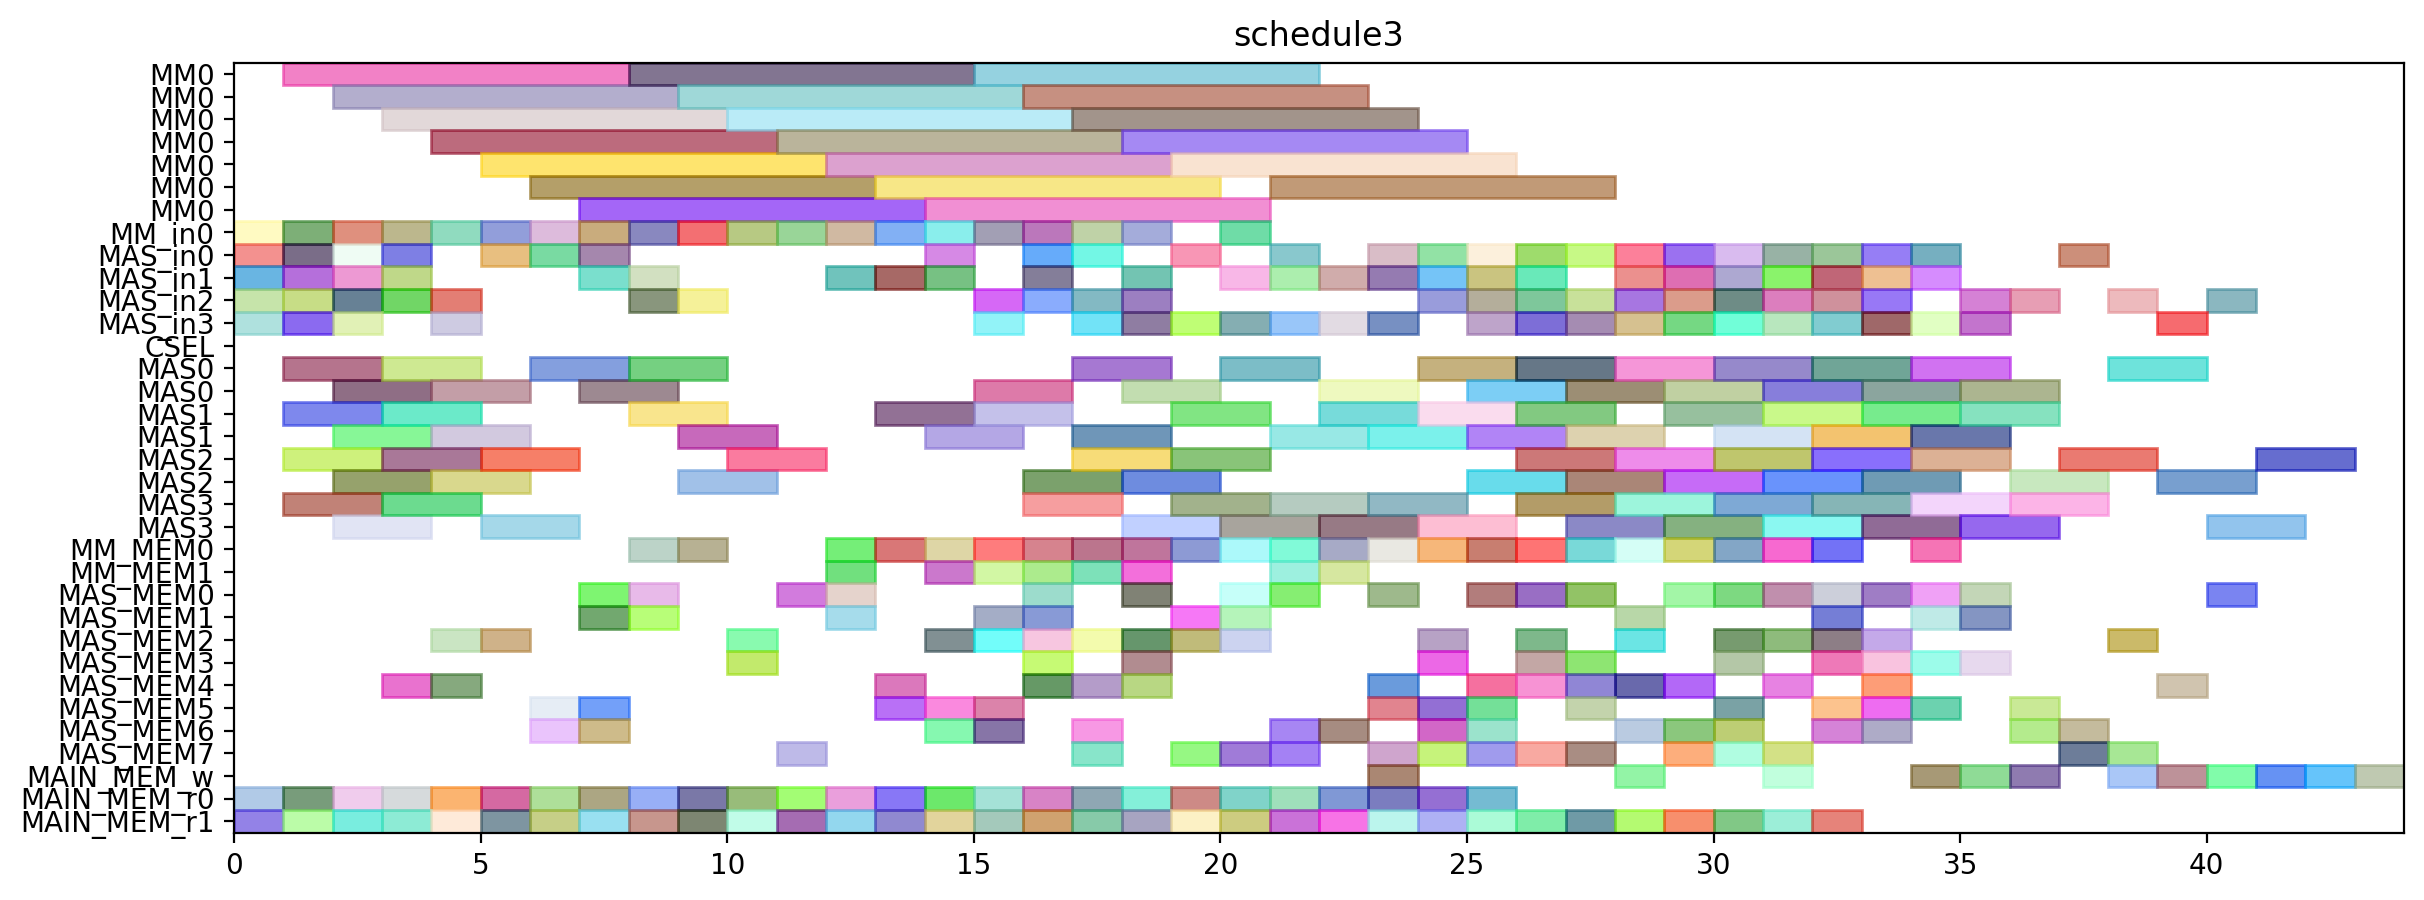 schedule3
MM0
MM0
MM0
MM0
MM0
MM0
MM0
MM_in0
MAS_in0
MAS_in1
MAS_in2
MAS_in3
CSEL
MAS0
MAS0
MAS1
MAS1
MAS2
MAS2
MAS3
MAS3
MM_MEM0
MM_MEM1
MAS_MEM0
MAS_MEM1
MAS_MEM2
MAS_MEM3
MAS_MEM4
MAS_MEM5
MAS_MEM6
MAS_MEM7
MAIN_MEM_w
MAIN_MEM_r0
MAIN_MEM_r1
0 5 10 15 20 25 30 35 40